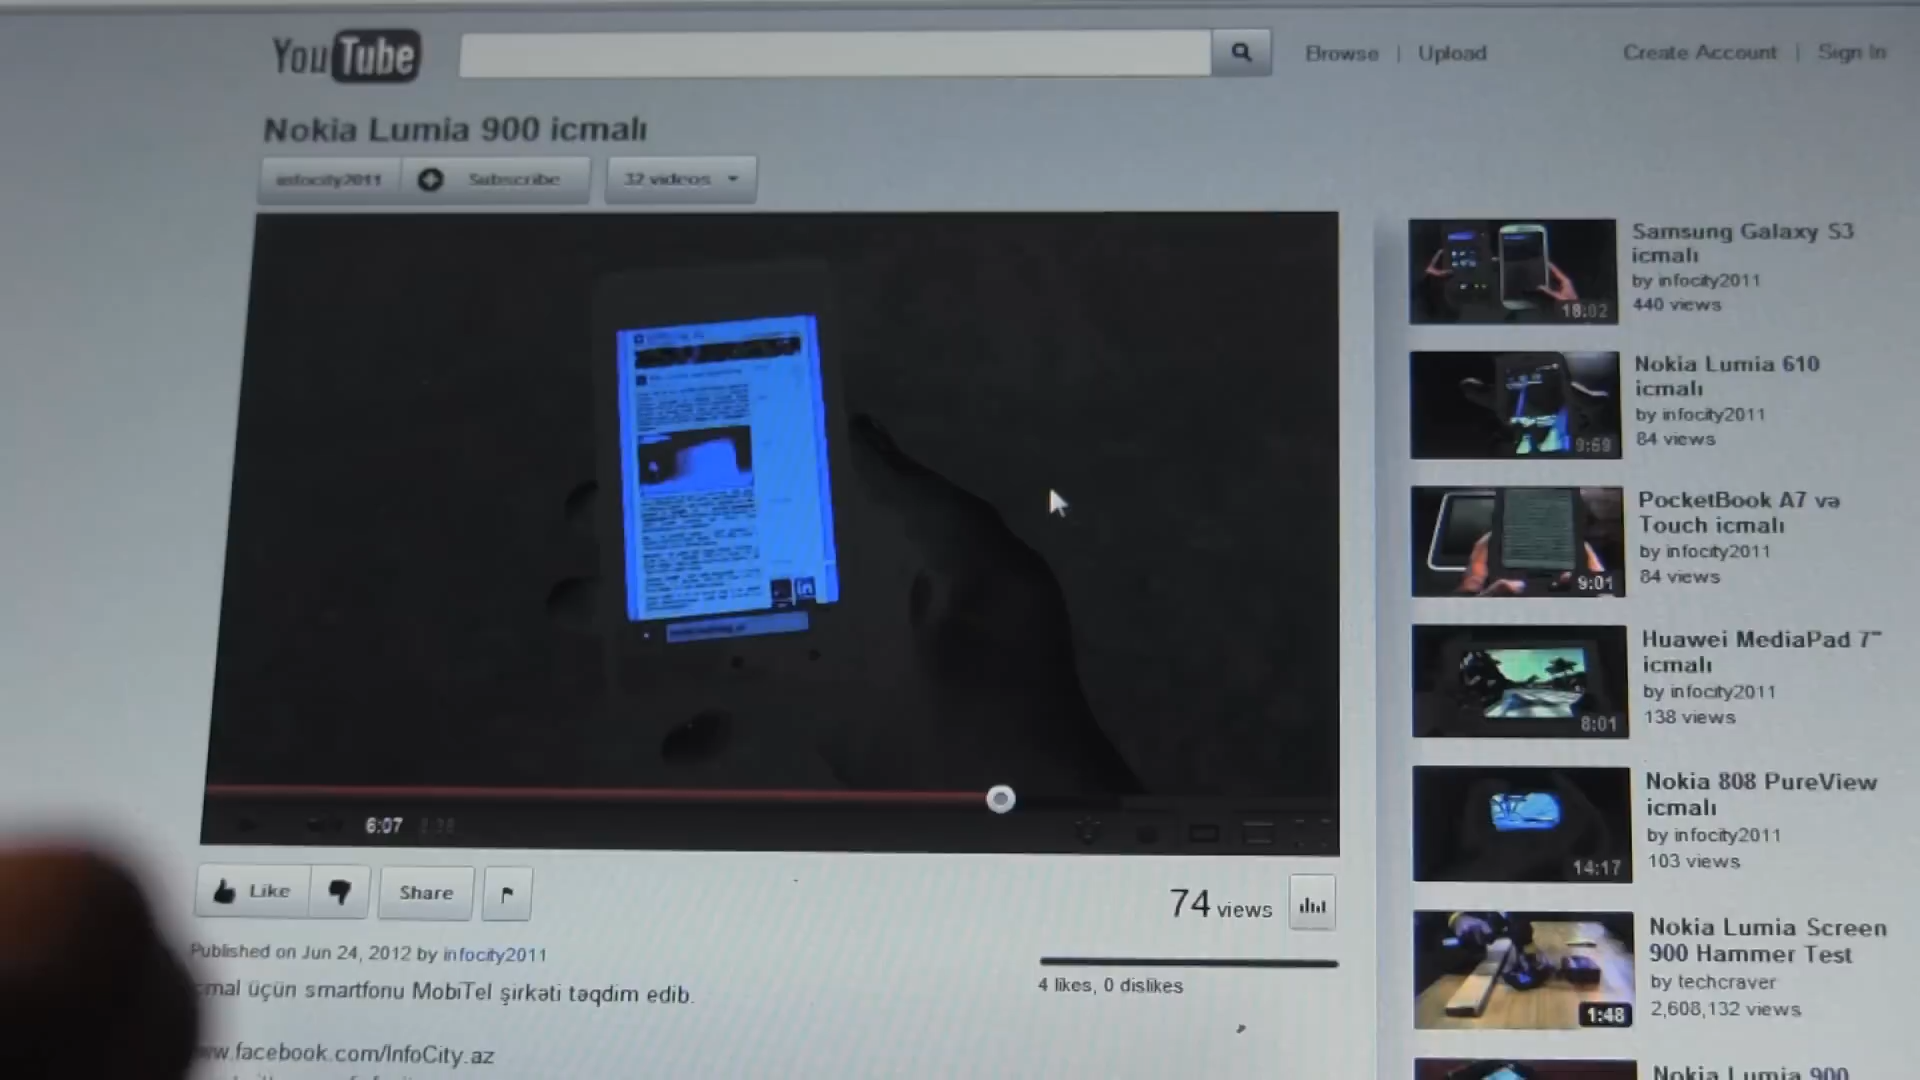 YouTube
Browse | Upload
Create Account | Sign In
Nokia Lumia 900 icmalı
infocity2011
Subscribe
32 videos
6:07
in
Like
Share
74 views
Published on Jun 24, 2012 by infocity2011
4 likes, 0 dislikes
cmal üçün smartfonu MobiTel şirkəti təqdim edib.
ww.facebook.com/InfoCity.az
Samsung Galaxy S3
icmalı
by infocity2011
440 views
18:02
Nokia Lumia 610
icmalı
by infocity2011
84 views
PocketBook A7 və
Touch icmalı
by infocity2011
84 views
9:01
Huawei MediaPad 7"
icmalı
by infocity2011
138 views
8:01
Nokia 808 PureView
icmalı
by infocity2011
103 views
14:17
Nokia Lumia Screen
900 Hammer Test
by techcraver
2,608,132 views
1:48
Nokia Lumia 900